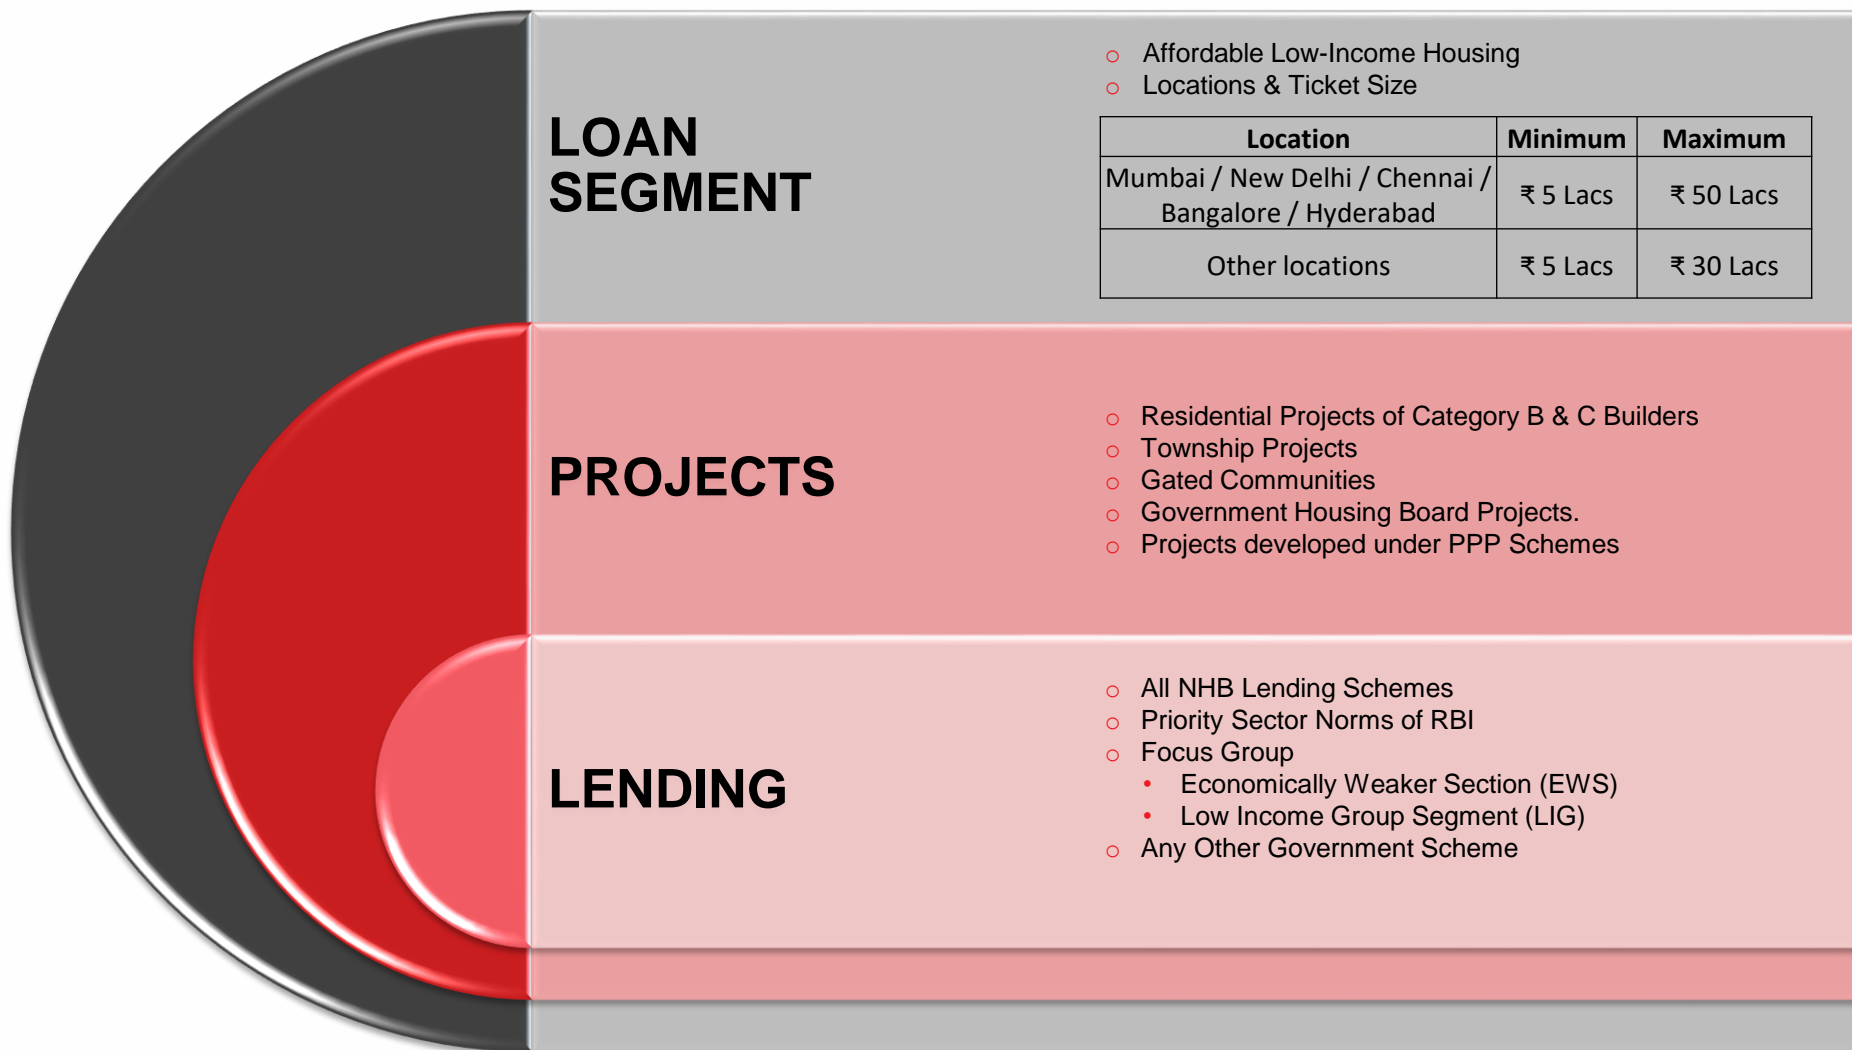 LOAN
SEGMENT
Affordable Low-Income Housing
Locations & Ticket Size
Location Minimum Maximum
Mumbai / New Delhi / Chennai /
Bangalore / Hyderabad
₹ 5 Lacs ₹ 50 Lacs
Other locations ₹ 5 Lacs ₹ 30 Lacs
PROJECTS
Residential Projects of Category B & C Builders
Township Projects
Gated Communities
Government Housing Board Projects.
Projects developed under PPP Schemes
LENDING
All NHB Lending Schemes
Priority Sector Norms of RBI
Focus Group
Economically Weaker Section (EWS)
Low Income Group Segment (LIG)
Any Other Government Scheme